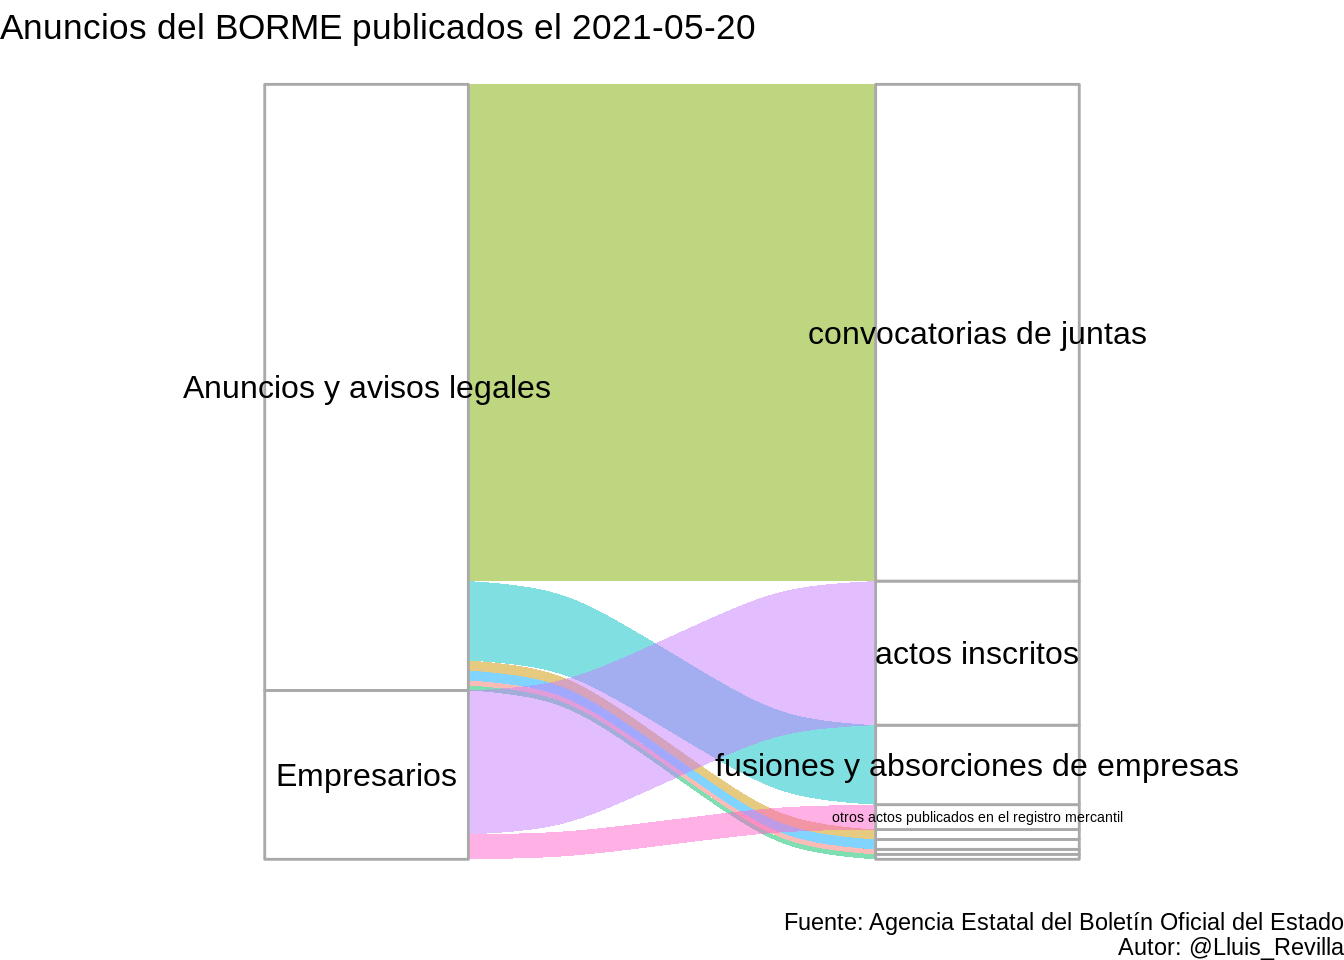 Anuncios del BORME publicados el 2021-05-20
convocatorias de juntas
Anuncios y avisos legales
actos inscritos
fusiones y absorciones de empresas
Empresarios
otros actos publicados en el registro mercantil
Fuente: Agencia Estatal del Boletín Oficial del Estado
Autor: @Lluis_Revilla